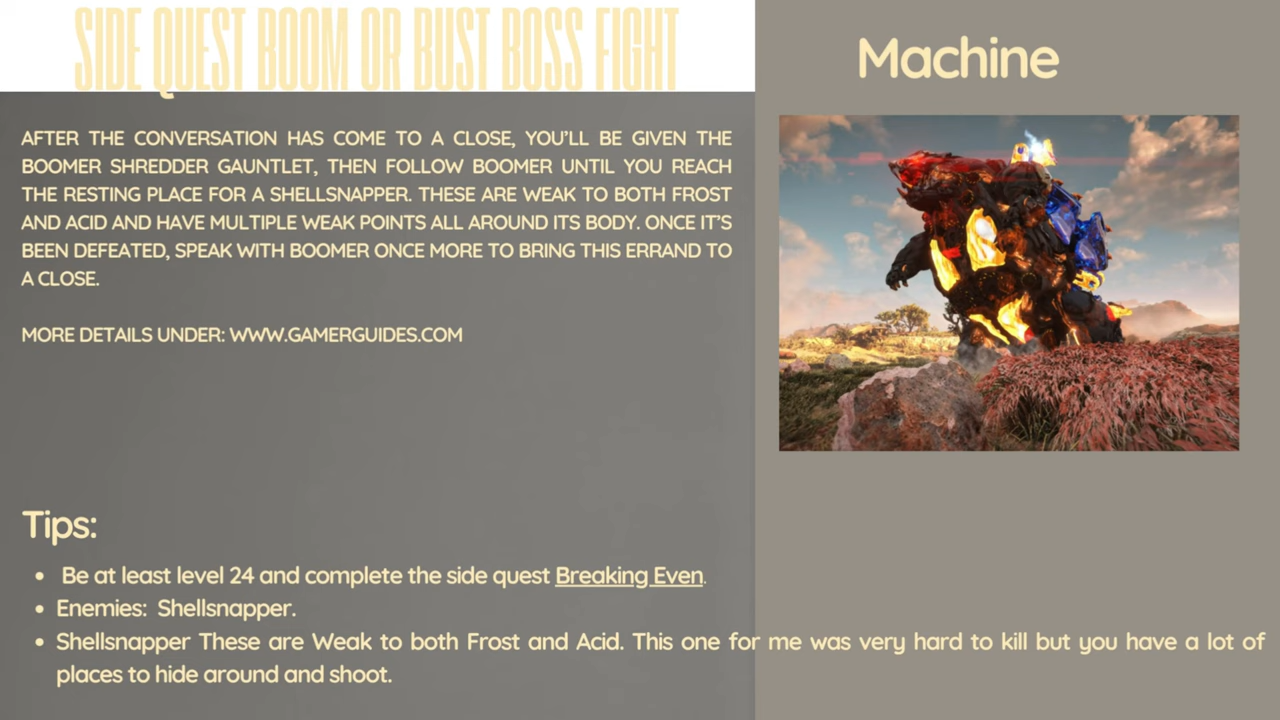 SIDE QUEST BOOM OR BUST BOSS FIGHT
Machine
AFTER THE CONVERSATION HAS COME TO A CLOSE, YOU'LL BE GIVEN THE
BOOMER SHREDDER GAUNTLET, THEN FOLLOW BOOMER UNTIL YOU REACH
THE RESTING PLACE FOR A SHELLSNAPPER. THESE ARE WEAK TO BOTH FROST
AND ACID AND HAVE MULTIPLE WEAK POINTS ALL AROUND ITS BODY. ONCE IT'S
BEEN DEFEATED, SPEAK WITH BOOMER ONCE MORE TO BRING THIS ERRAND TO
A CLOSE.
MORE DETAILS UNDER: WWW.GAMERGUIDES.COM
Tips:
• Be at least level 24 and complete the side quest Breaking Even.
• Enemies: Shellsnapper.
• Shellsnapper These are Weak to both Frost and Acid. This one for me was very hard to kill but you have a lot of
places to hide around and shoot.